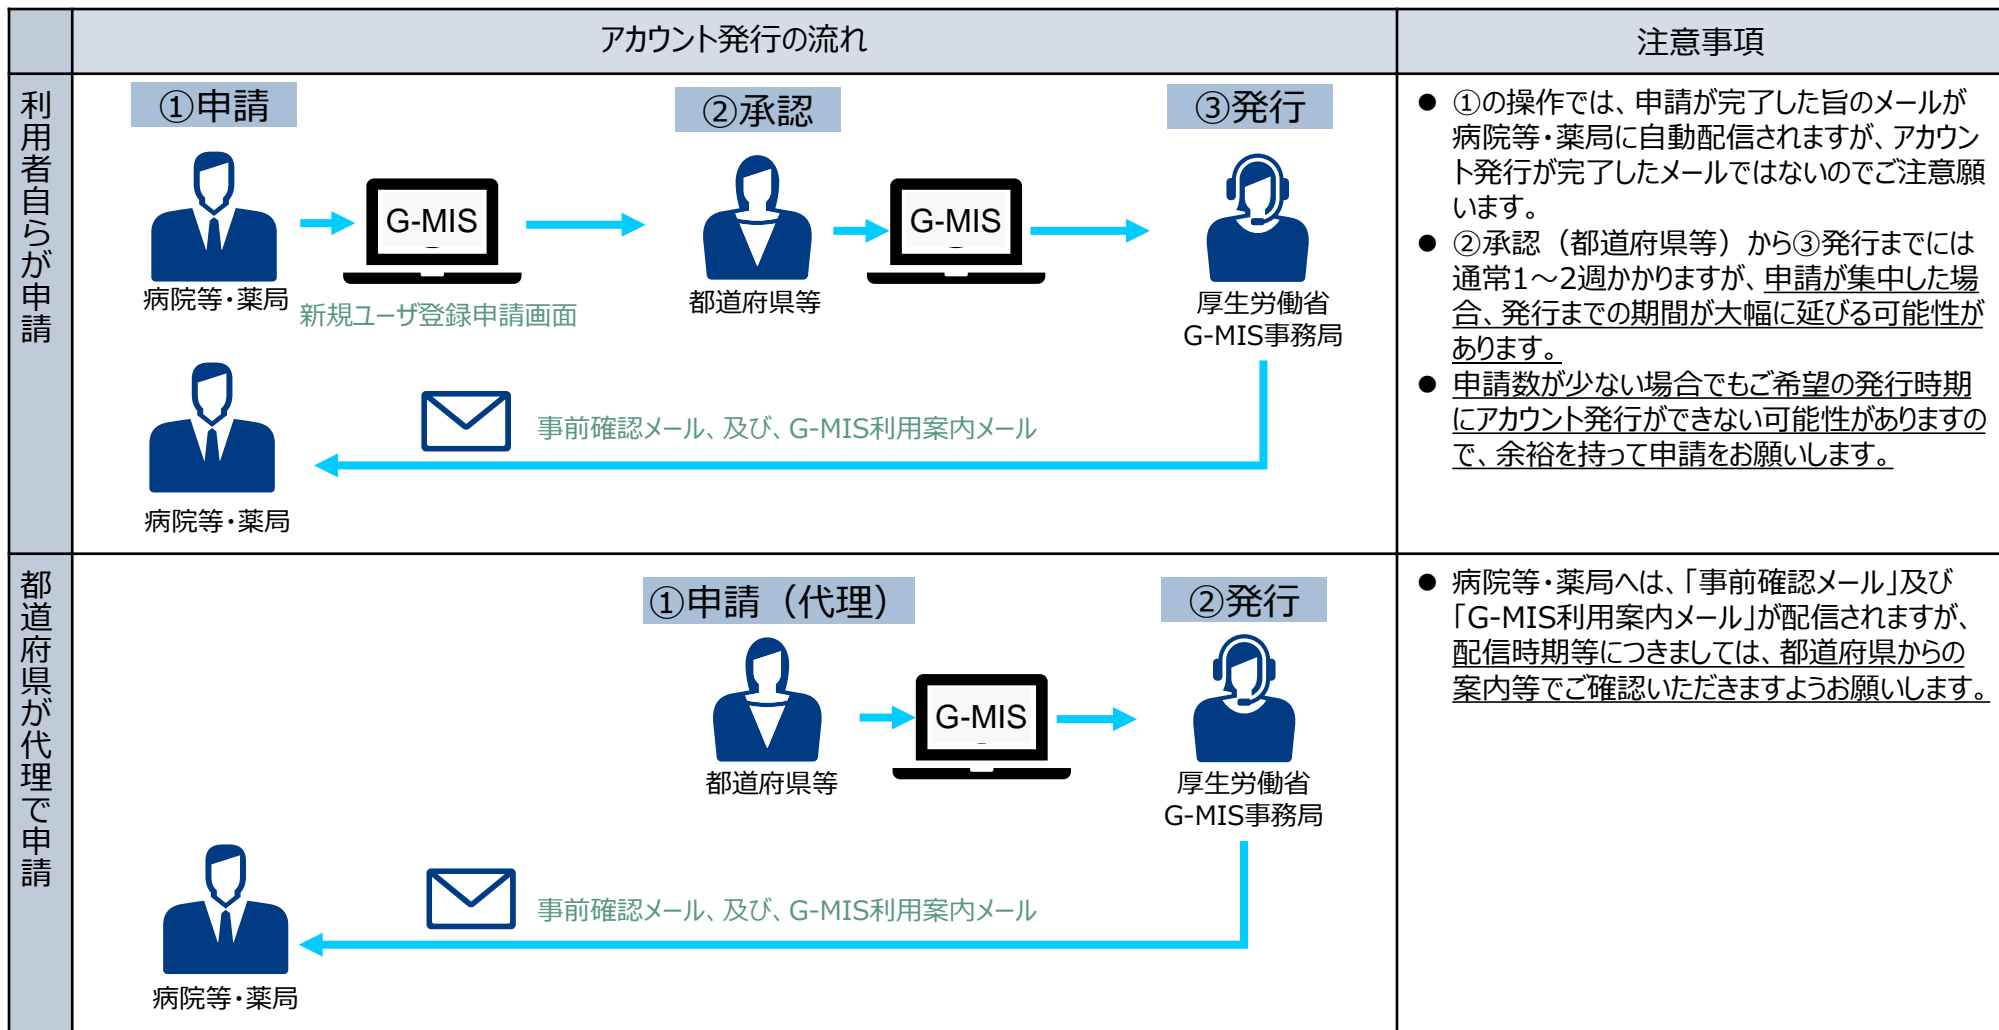 アカウント発行の流れ
注意事項
利用者自らが申請
①申請
②承認
③発行
G-MIS
G-MIS
病院等・薬局
新規ユーザ登録申請画面
都道府県等
厚生労働省
G-MIS事務局
事前確認メール、及び、G-MIS利用案内メール
病院等・薬局
● ①の操作では、申請が完了した旨のメールが
病院等・薬局に自動配信されますが、アカウン
ト発行が完了したメールではないのでご注意願
います。
● ②承認（都道府県等）から③発行までには
通常1～2週かかりますが、申請が集中した場
合、発行までの期間が大幅に延びる可能性が
あります。
● 申請数が少ない場合でもご希望の発行時期
にアカウント発行ができない可能性がありますの
で、余裕を持って申請をお願いします。
都道府県が代理で申請
①申請（代理）
②発行
G-MIS
都道府県等
厚生労働省
G-MIS事務局
事前確認メール、及び、G-MIS利用案内メール
病院等・薬局
● 病院等・薬局へは、「事前確認メール」及び
「G-MIS利用案内メール」が配信されますが、
配信時期等につきましては、都道府県からの
案内等でご確認いただきますようお願いします。